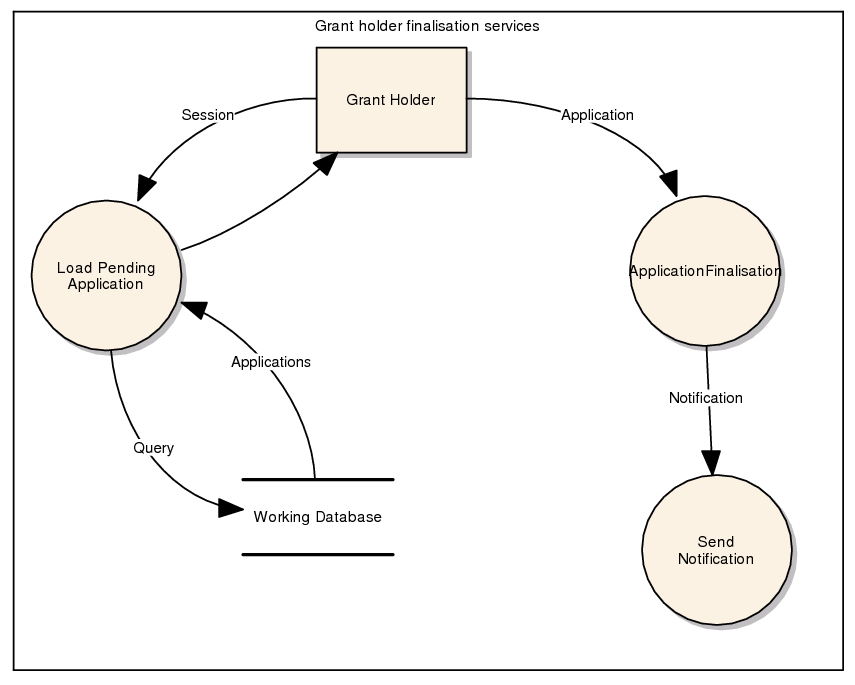 Grant holder finalisation services
Grant Holder
Session
Application
Load Pending
Application
ApplicationFinalisation
Applications
Notification
Query
Working Database
Send
Notification